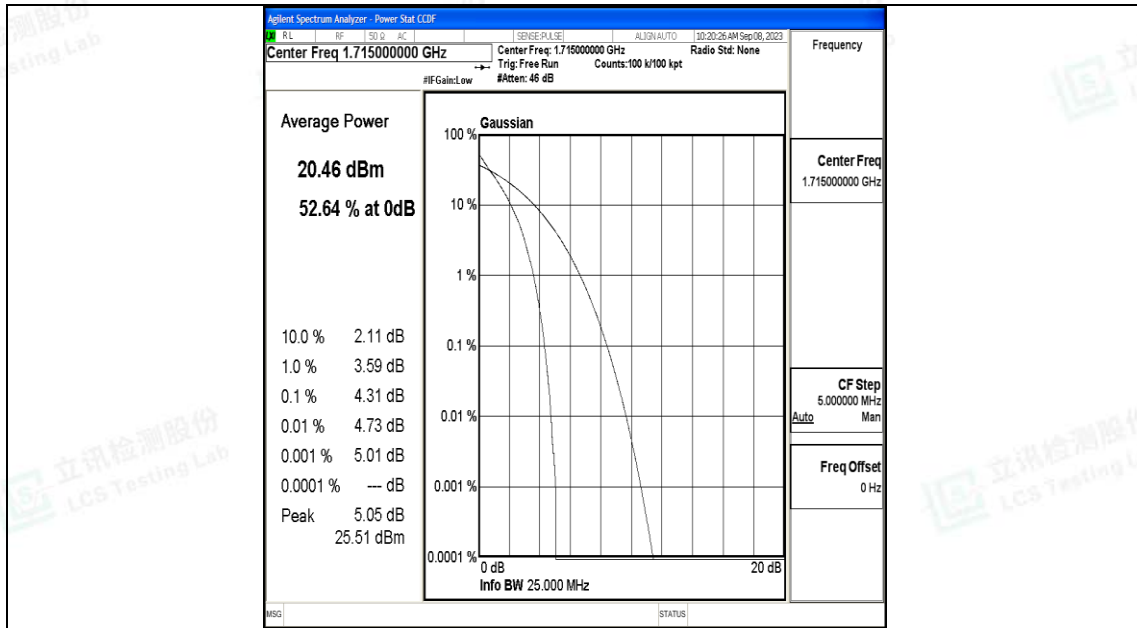 Agilent Spectrum Analyzer - Power Stat CCDF
LXI RL RF 50 Ω AC SENSE:PULSE ALIGN AUTO 10:20:26 AM Sep 08, 2023
Center Freq 1.715000000 GHz
Center Freq: 1.715000000 GHz Radio Std: None
Trig: Free Run Counts:100 k/100 kpt
#IFGain:Low #Atten: 46 dB
Average Power
20.46 dBm
52.64 % at 0dB
10.0 % 2.11 dB
1.0 % 3.59 dB
0.1 % 4.31 dB
0.01 % 4.73 dB
0.001 % 5.01 dB
0.0001 % --- dB
Peak 5.05 dB
25.51 dBm
Gaussian
100 %
10 %
1 %
0.1 %
0.01 %
0.001 %
0.0001 %
0 dB 20 dB
Info BW 25.000 MHz
Frequency
Center Freq
1.715000000 GHz
CF Step
5.000000 MHz
Auto Man
Freq Offset
0 Hz
MSG STATUS
立讯检测股份
LCS Testing Lab
立讯检测股份